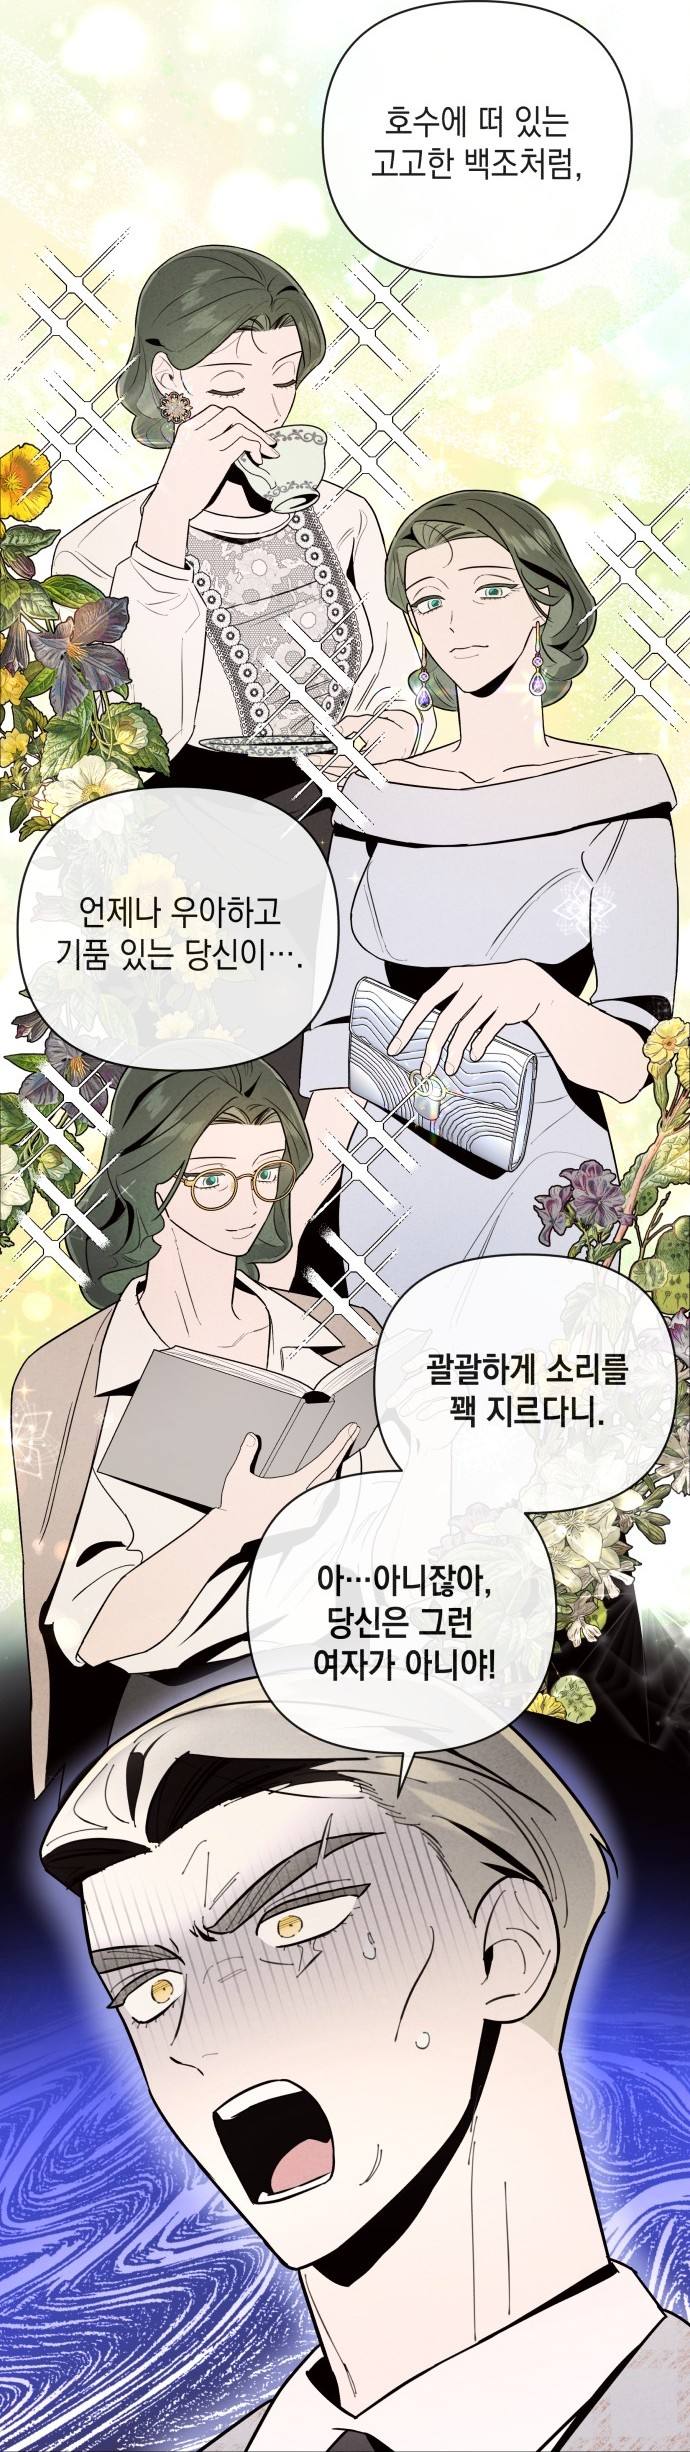 호수에 떠 있는
고고한 백조처럼,
언제나 우아하고
기품 있는 당신이….
괄괄하게 소리를
꽥 지르다니.
아…아니잖아,
당신은 그런
여자가 아니야!